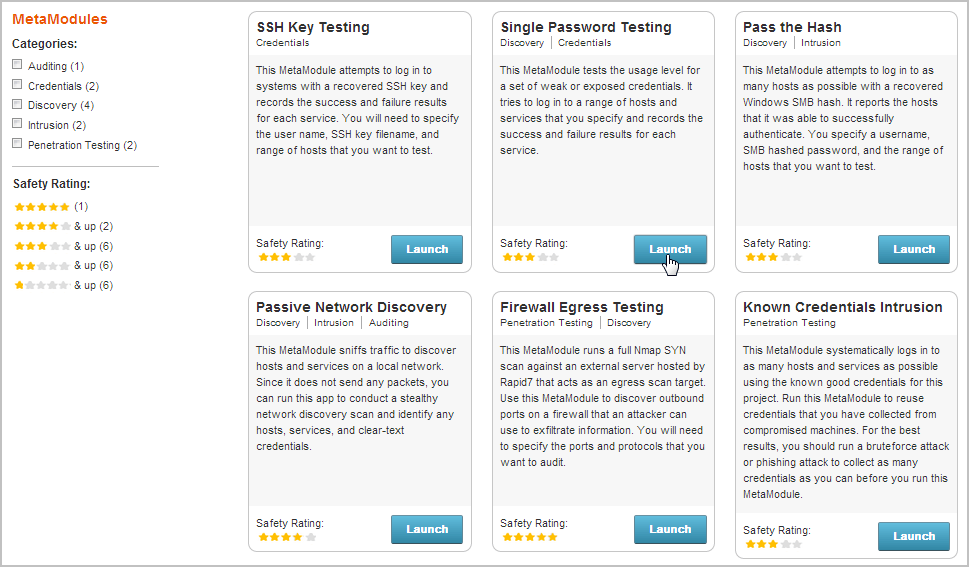 MetaModules
Categories:
Auditing (1)
Credentials (2)
Discovery (4)
Intrusion (2)
Penetration Testing (2)
Safety Rating:
(1)
& up (2)
& up (6)
& up (6)
& up (6)
SSH Key Testing
Credentials
This MetaModule attempts to log in to
systems with a recovered SSH key and
records the success and failure results
for each service. You will need to specify
the user name, SSH key filename, and
range of hosts that you want to test.
Safety Rating:
Launch
Single Password Testing
Discovery | Credentials
This MetaModule tests the usage level for
a set of weak or exposed credentials. It
tries to log in to a range of hosts and
services that you specify and records the
success and failure results for each
service.
Safety Rating:
Launch
Pass the Hash
Discovery | Intrusion
This MetaModule attempts to log in to as
many hosts as possible with a recovered
Windows SMB hash. It reports the hosts
that it was able to successfully
authenticate. You specify a username,
SMB hashed password, and the range of
hosts that you want to test.
Safety Rating:
Launch
Passive Network Discovery
Discovery | Intrusion | Auditing
This MetaModule sniffs traffic to discover
hosts and services on a local network.
Since it does not send any packets, you
can run this app to conduct a stealthy
network discovery scan and identify any
hosts, services, and clear-text
credentials.
Safety Rating:
Launch
Firewall Egress Testing
Penetration Testing | Discovery
This MetaModule runs a full Nmap SYN
scan against an external server hosted by
Rapid7 that acts as an egress scan target.
Use this MetaModule to discover outbound
ports on a firewall that an attacker can
use to exfiltrate information. You will need
to specify the ports and protocols that you
want to audit.
Safety Rating:
Launch
Known Credentials Intrusion
Penetration Testing
This MetaModule systematically logs in to
as many hosts and services as possible
using the known good credentials for this
project. Run this MetaModule to reuse
credentials that you have collected from
compromised machines. For the best
results, you should run a bruteforce attack
or phishing attack to collect as many
credentials as you can before you run this
MetaModule.
Safety Rating:
Launch